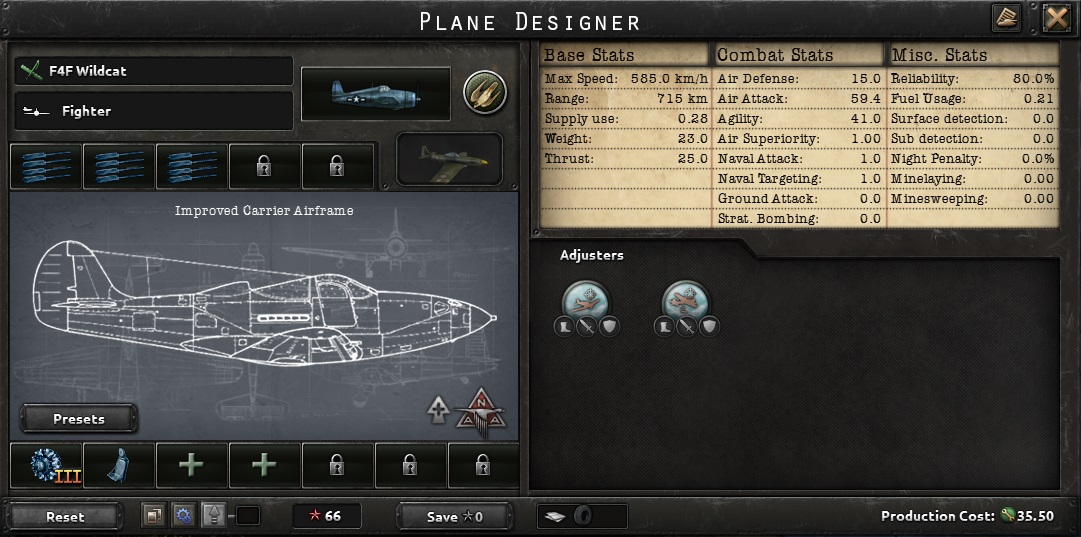 PLANE DESIGNER
F4F Wildcat
Fighter
Improved Carrier Airframe
Presets
N
A A
III
Reset
66
Save 0
Base Stats
Max Speed: 585.0 km/h
Range: 715 km
Supply use: 0.28
Weight: 23.0
Thrust: 25.0
Combat Stats
Air Defense: 15.0
Air Attack: 59.4
Agility: 41.0
Air Superiority: 1.00
Naval Attack: 1.0
Naval Targeting: 1.0
Ground Attack: 0.0
Strat. Bombing: 0.0
Misc. Stats
Reliability: 80.0%
Fuel Usage: 0.21
Surface detection: 0.0
Sub detection: 0.0
Night Penalty: 0.0%
Minelaying: 0.00
Minesweeping: 0.00
Adjusters
Production Cost: 35.50